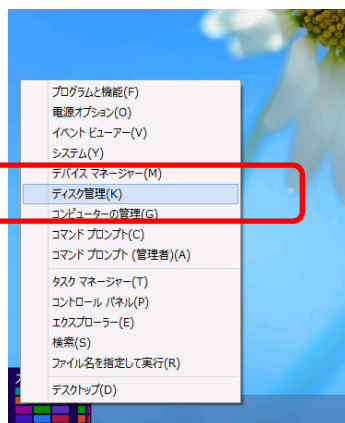 プログラムと機能(F)
電源オプション(O)
イベント ビューアー(V)
システム(Y)
デバイス マネージャー(M)
ディスク管理(K)
コンピューターの管理(G)
コマンド プロンプト(C)
コマンド プロンプト (管理者)(A)
タスク マネージャー(T)
コントロール パネル(P)
エクスプローラー(E)
検索(S)
ファイル名を指定して実行(R)
デスクトップ(D)